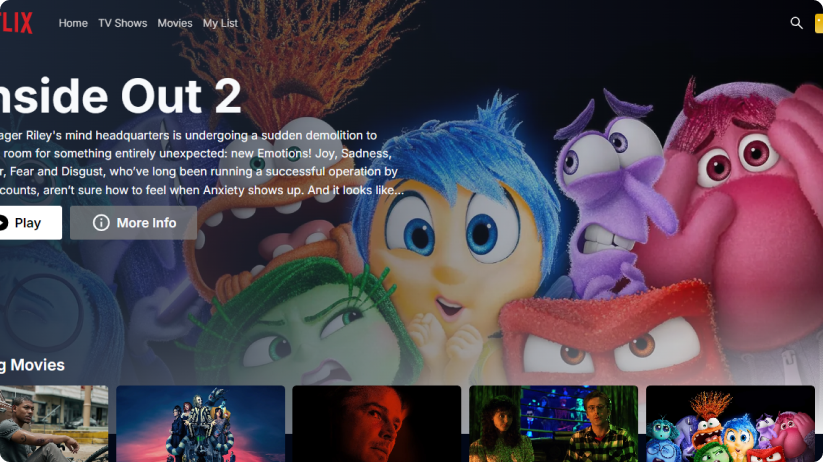 FLIX
Home TV Shows Movies My List
nside Out 2
ager Riley's mind headquarters is undergoing a sudden demolition to
room for something entirely unexpected: new Emotions! Joy, Sadness,
r, Fear and Disgust, who've long been running a successful operation by
counts, aren't sure how to feel when Anxiety shows up. And it looks like...
Play More Info
g Movies